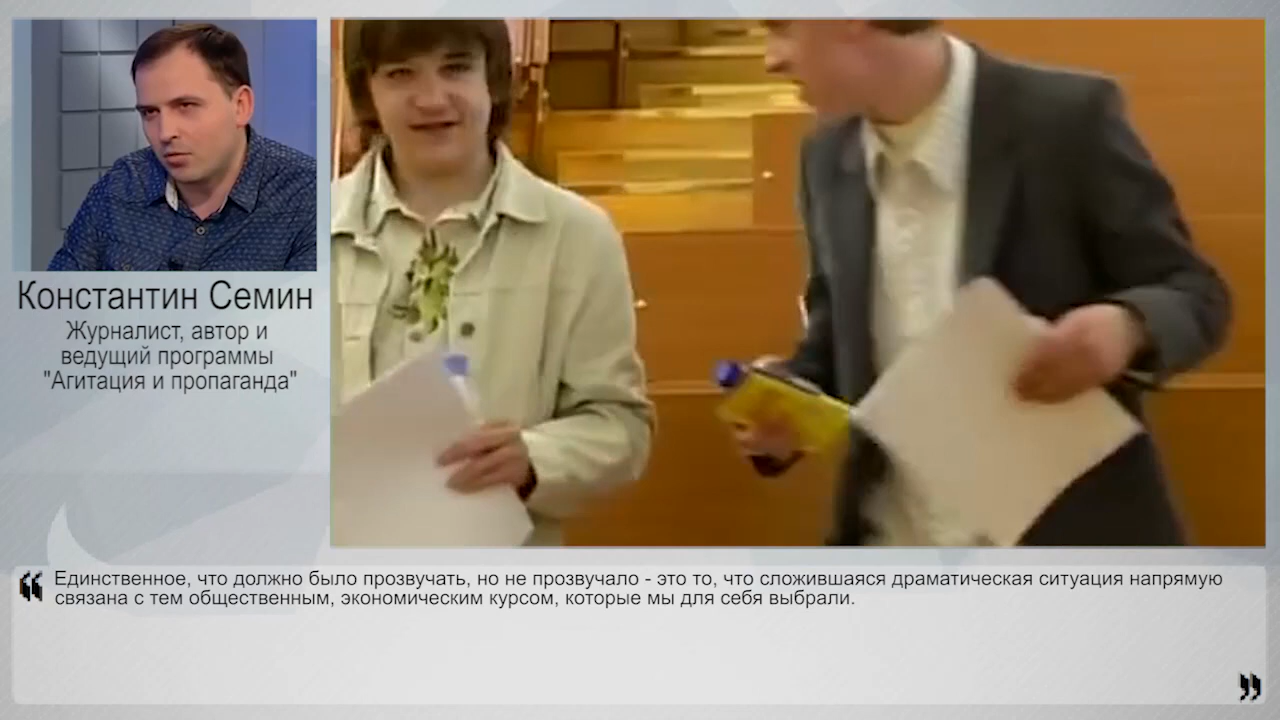 Константин Семин
Журналист, автор и
ведущий программы
"Агитация и пропаганда"
“ Единственное, что должно было прозвучать, но не прозвучало - это то, что сложившаяся драматическая ситуация напрямую
связана с тем общественным, экономическим курсом, которые мы для себя выбрали.
”